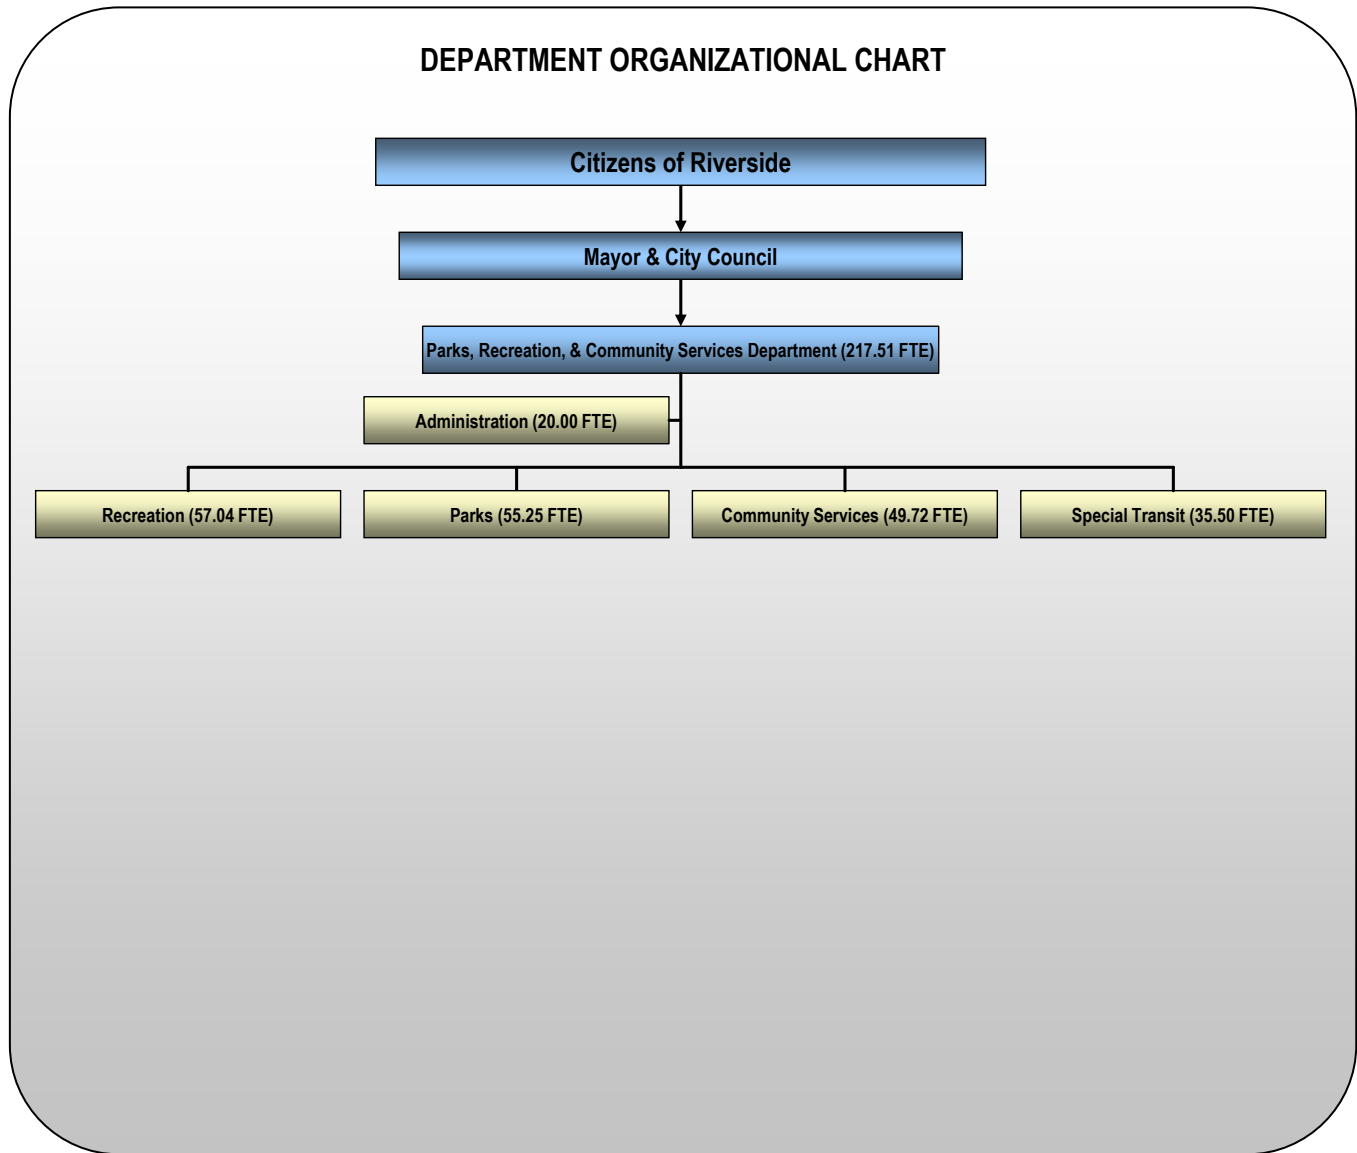 DEPARTMENT ORGANIZATIONAL CHART
Citizens of Riverside
Mayor & City Council
Parks, Recreation, & Community Services Department (217.51 FTE)
Administration (20.00 FTE)
Recreation (57.04 FTE)
Parks (55.25 FTE)
Community Services (49.72 FTE)
Special Transit (35.50 FTE)